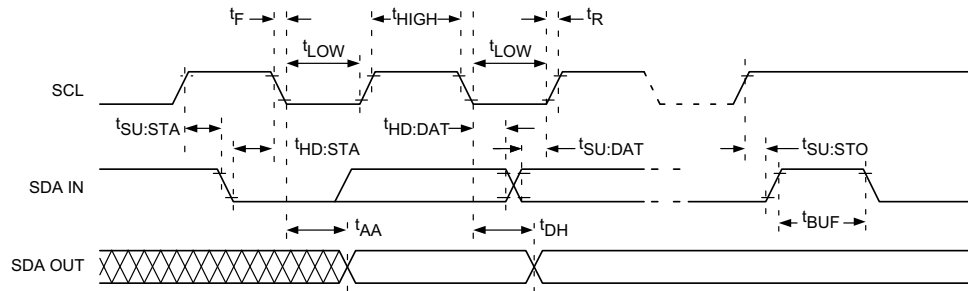 tF tHIGH tR
tLOW tLOW
SCL
tSU:STA tHD:STA tHD:DAT tSU:DAT tSU:STO
SDA IN
tAA tDH tBUF
SDA OUT